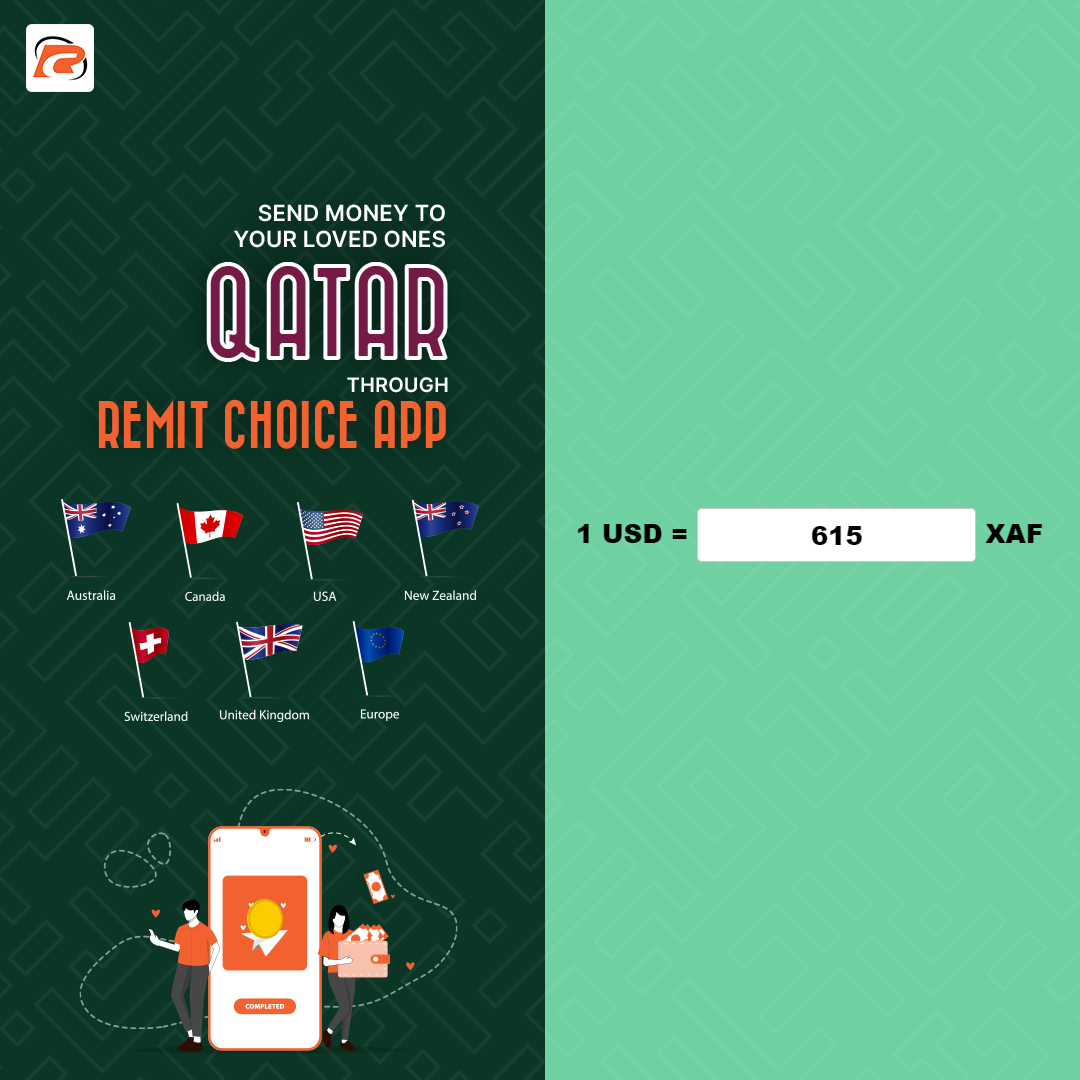 SEND MONEY TO
YOUR LOVED ONES
QATAR
THROUGH
REMIT CHOICE APP
Australia
Canada
USA
New Zealand
Switzerland
United Kingdom
Europe
COMPLETED
1 USD = 615 XAF